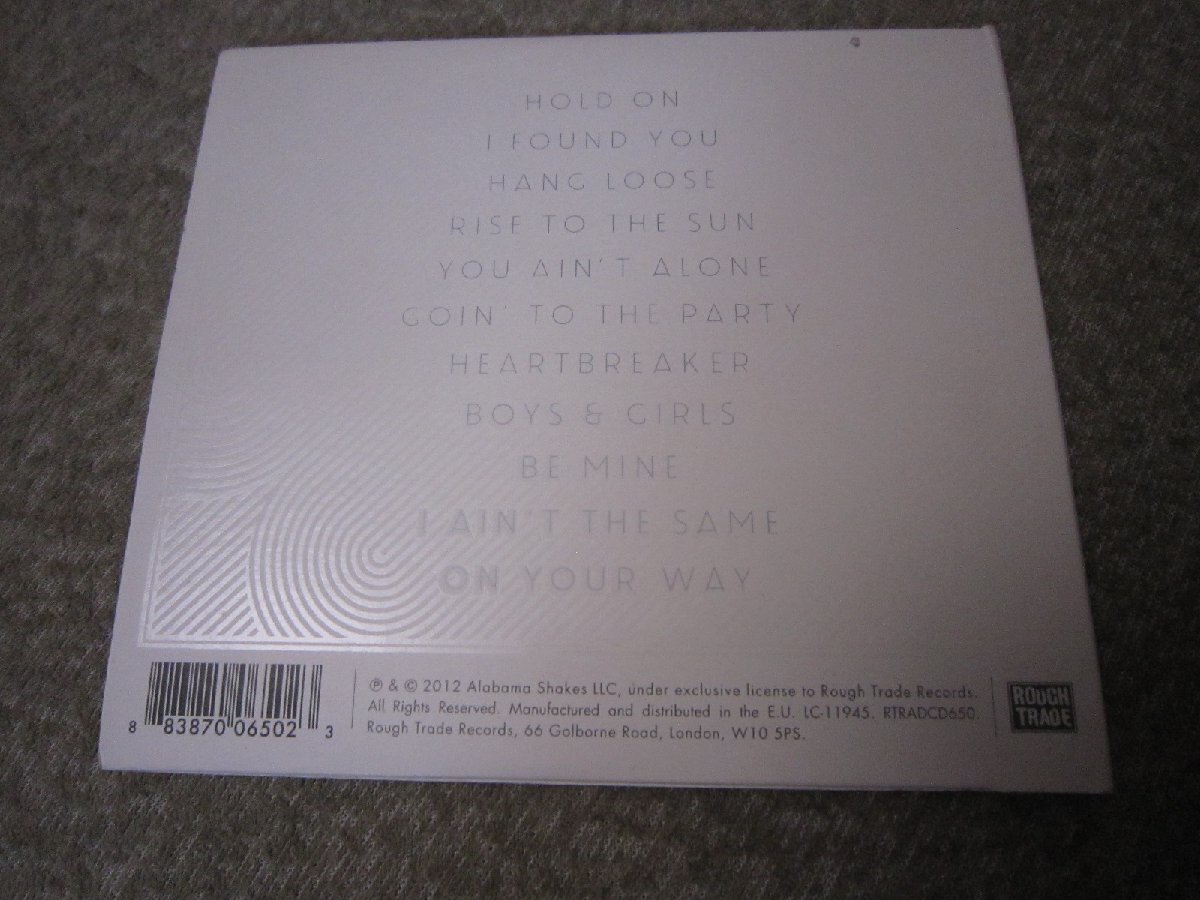 HOLD ON
I FOUND YOU
HANG LOOSE
RISE TO THE SUN
YOU AIN'T ALONE
GOIN' TO THE PARTY
HEARTBREAKER
BOYS & GIRLS
BE MINE
I AIN'T THE SAME
ON YOUR WAY
8 83870 06502 3
℗ & © 2012 Alabama Shakes LLC, under exclusive license to Rough Trade Records.
All Rights Reserved. Manufactured and distributed in the E.U. LC-11945. RTRADCD650.
Rough Trade Records, 66 Golborne Road, London, W10 5PS.
ROUGH
TRADE